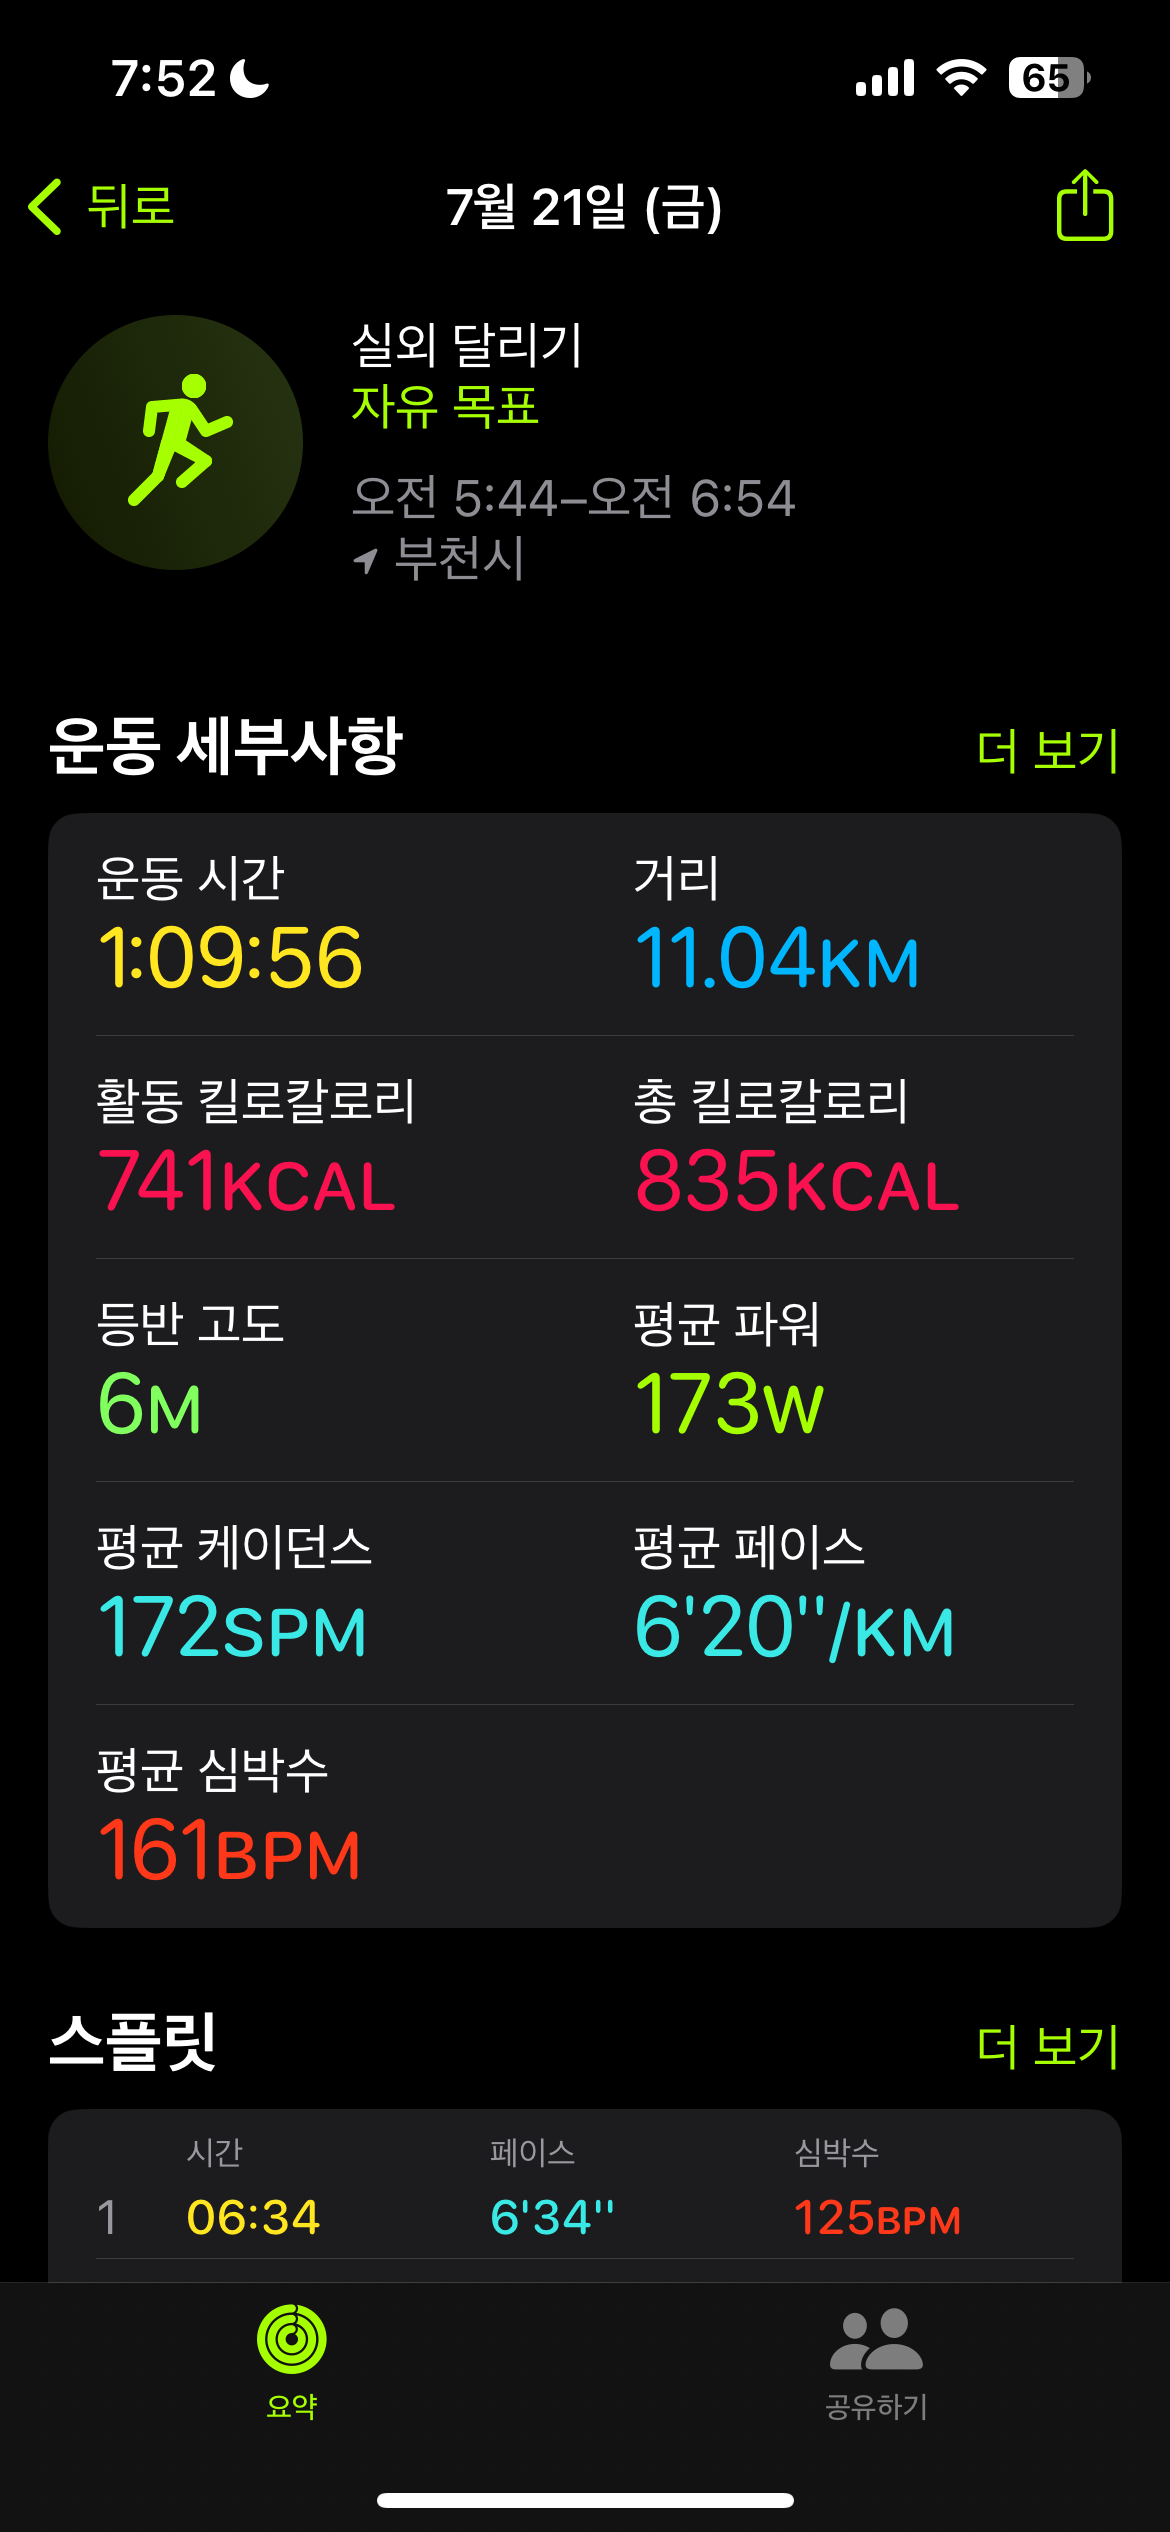 7:52
65
뒤로
7월 21일 (금)
실외 달리기
자유 목표
오전 5:44–오전 6:54
부천시
운동 세부사항 더 보기
운동 시간 거리
1:09:56 11.04KM
활동 킬로칼로리 총 킬로칼로리
741KCAL 835KCAL
등반 고도 평균 파워
6M 173W
평균 케이던스 평균 페이스
172SPM 6'20''/KM
평균 심박수
161BPM
스플릿 더 보기
시간 페이스 심박수
1 06:34 6'34'' 125BPM
요약 공유하기